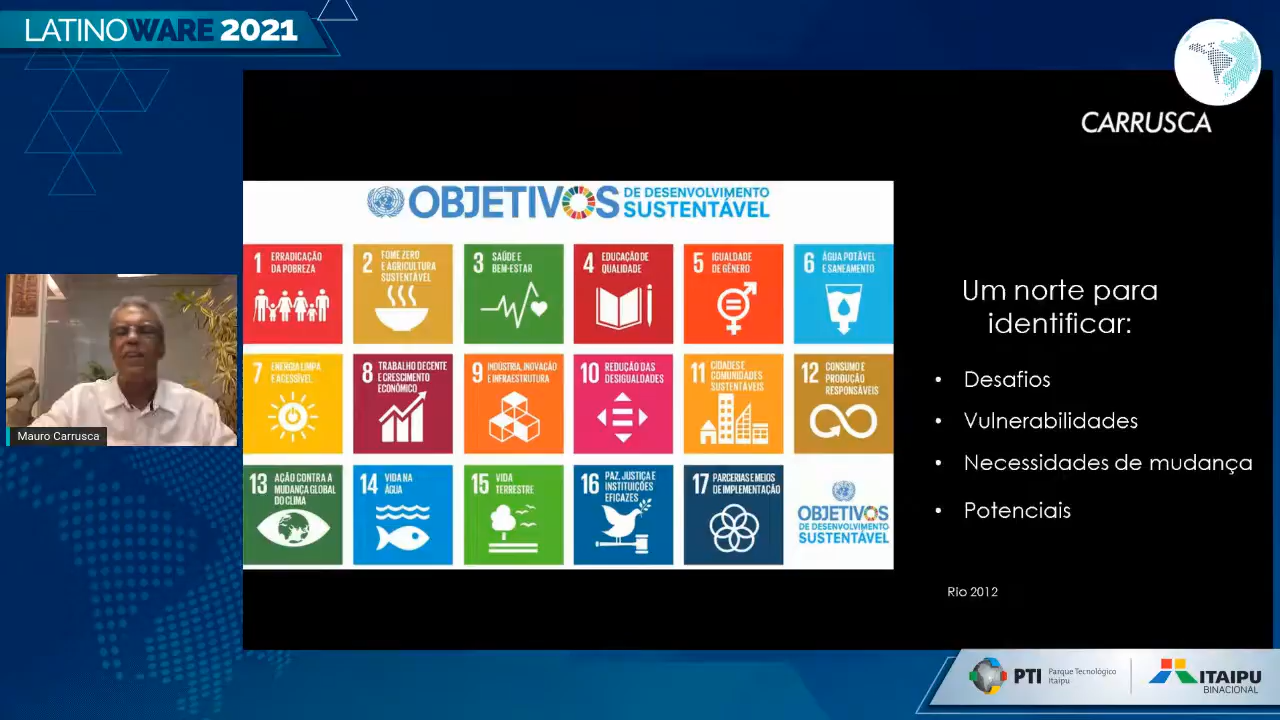 LATINOWARE 2021
CARRUSCA
OBJETIVOS
DE DESENVOLVIMENTO
SUSTENTÁVEL
1 ERRADICAÇÃO
DA POBREZA
2 FOME ZERO
E AGRICULTURA
SUSTENTÁVEL
3 SAÚDE E
BEM-ESTAR
4 EDUCAÇÃO DE
QUALIDADE
5 IGUALDADE
DE GÊNERO
6 ÁGUA POTÁVEL
E SANEAMENTO
7 ENERGIA LIMPA
E ACESSÍVEL
8 TRABALHO DECENTE
E CRESCIMENTO
ECONÔMICO
9 INDÚSTRIA, INOVAÇÃO
E INFRAESTRUTURA
10 REDUÇÃO DAS
DESIGUALDADES
11 CIDADES E
COMUNIDADES
SUSTENTÁVEIS
12 CONSUMO E
PRODUÇÃO
RESPONSÁVEIS
13 AÇÃO CONTRA A
MUDANÇA GLOBAL
DO CLIMA
14 VIDA NA
ÁGUA
15 VIDA
TERRESTRE
16 PAZ, JUSTIÇA E
INSTITUIÇÕES
EFICAZES
17 PARCERIAS E MEIOS
DE IMPLEMENTAÇÃO
OBJETIVOS
DE DESENVOLVIMENTO
SUSTENTÁVEL
Um norte para
identificar:
• Desafios
• Vulnerabilidades
• Necessidades de mudança
• Potenciais
Rio 2012
Mauro Carrusca
PTI Parque Tecnológico
Itaipu
ITAIPU
BINACIONAL